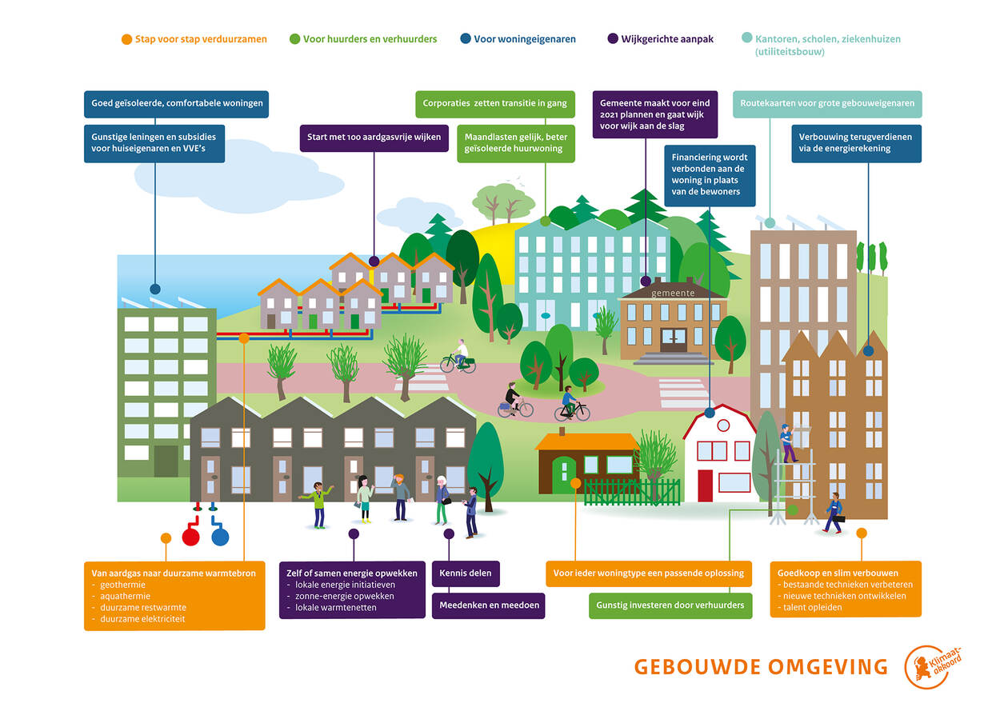 Stap voor stap verduurzamen
Voor huurders en verhuurders
Voor woningeigenaren
Wijkgerichte aanpak
Kantoren, scholen, ziekenhuizen
(utiliteitsbouw)
Goed geïsoleerde, comfortabele woningen
Gunstige leningen en subsidies
voor huiseigenaren en VVE's
Start met 100 aardgasvrije wijken
Corporaties zetten transitie in gang
Maandlasten gelijk, beter
geïsoleerde huurwoning
Gemeente maakt voor eind
2021 plannen en gaat wijk
voor wijk aan de slag
Financiering wordt
verbonden aan de
woning in plaats
van de bewoners
Routekaarten voor grote gebouweigenaren
Verbouwing terugverdienen
via de energierekening
gemeente
Van aardgas naar duurzame warmtebron
- geothermie
- aquathermie
- duurzame restwarmte
- duurzame elektriciteit
Zelf of samen energie opwekken
- lokale energie initiatieven
- zonne-energie opwekken
- lokale warmtenetten
Kennis delen
Meedenken en meedoen
Voor ieder woningtype een passende oplossing
Gunstig investeren door verhuurders
Goedkoop en slim verbouwen
- bestaande technieken verbeteren
- nieuwe technieken ontwikkelen
- talent opleiden
GEBOUWDE OMGEVING
Klimaat-
akkoord